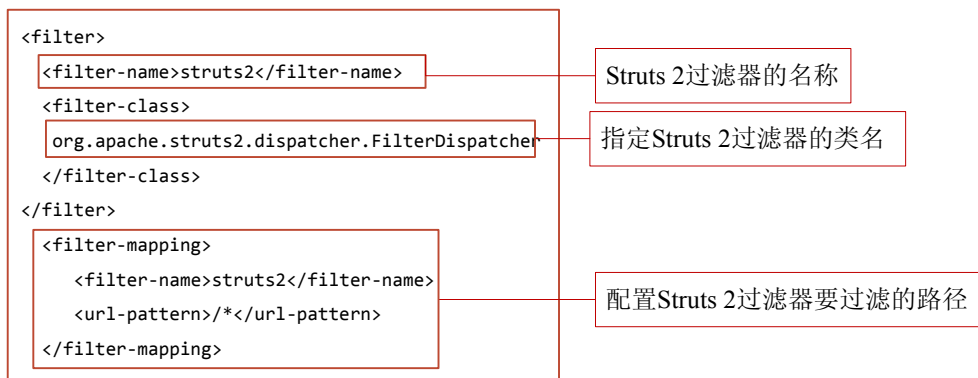 <filter>
<filter-name>struts2</filter-name>
<filter-class>
org.apache.struts2.dispatcher.FilterDispatcher
</filter-class>
</filter>
<filter-mapping>
<filter-name>struts2</filter-name>
<url-pattern>/*</url-pattern>
</filter-mapping>
Struts 2过滤器的名称
指定Struts 2过滤器的类名
配置Struts 2过滤器要过滤的路径